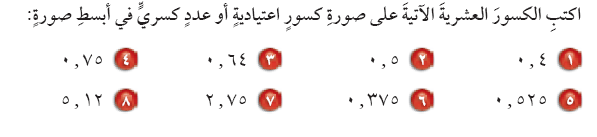 اكتبِ الكسورَ العشريةَ الآتيةَ على صورةِ كسورٍ اعتياديةٍ أو عددٍ كسريٍّ في أبسطِ صورةٍ:
١ ٠,٤ ٢ ٠,٥ ٣ ٠,٦٤ ٤ ٠,٧٥
٥ ٠,٥٢٥ ٦ ٠,٣٧٥ ٧ ٢,٧٥ ٨ ٥,١٢